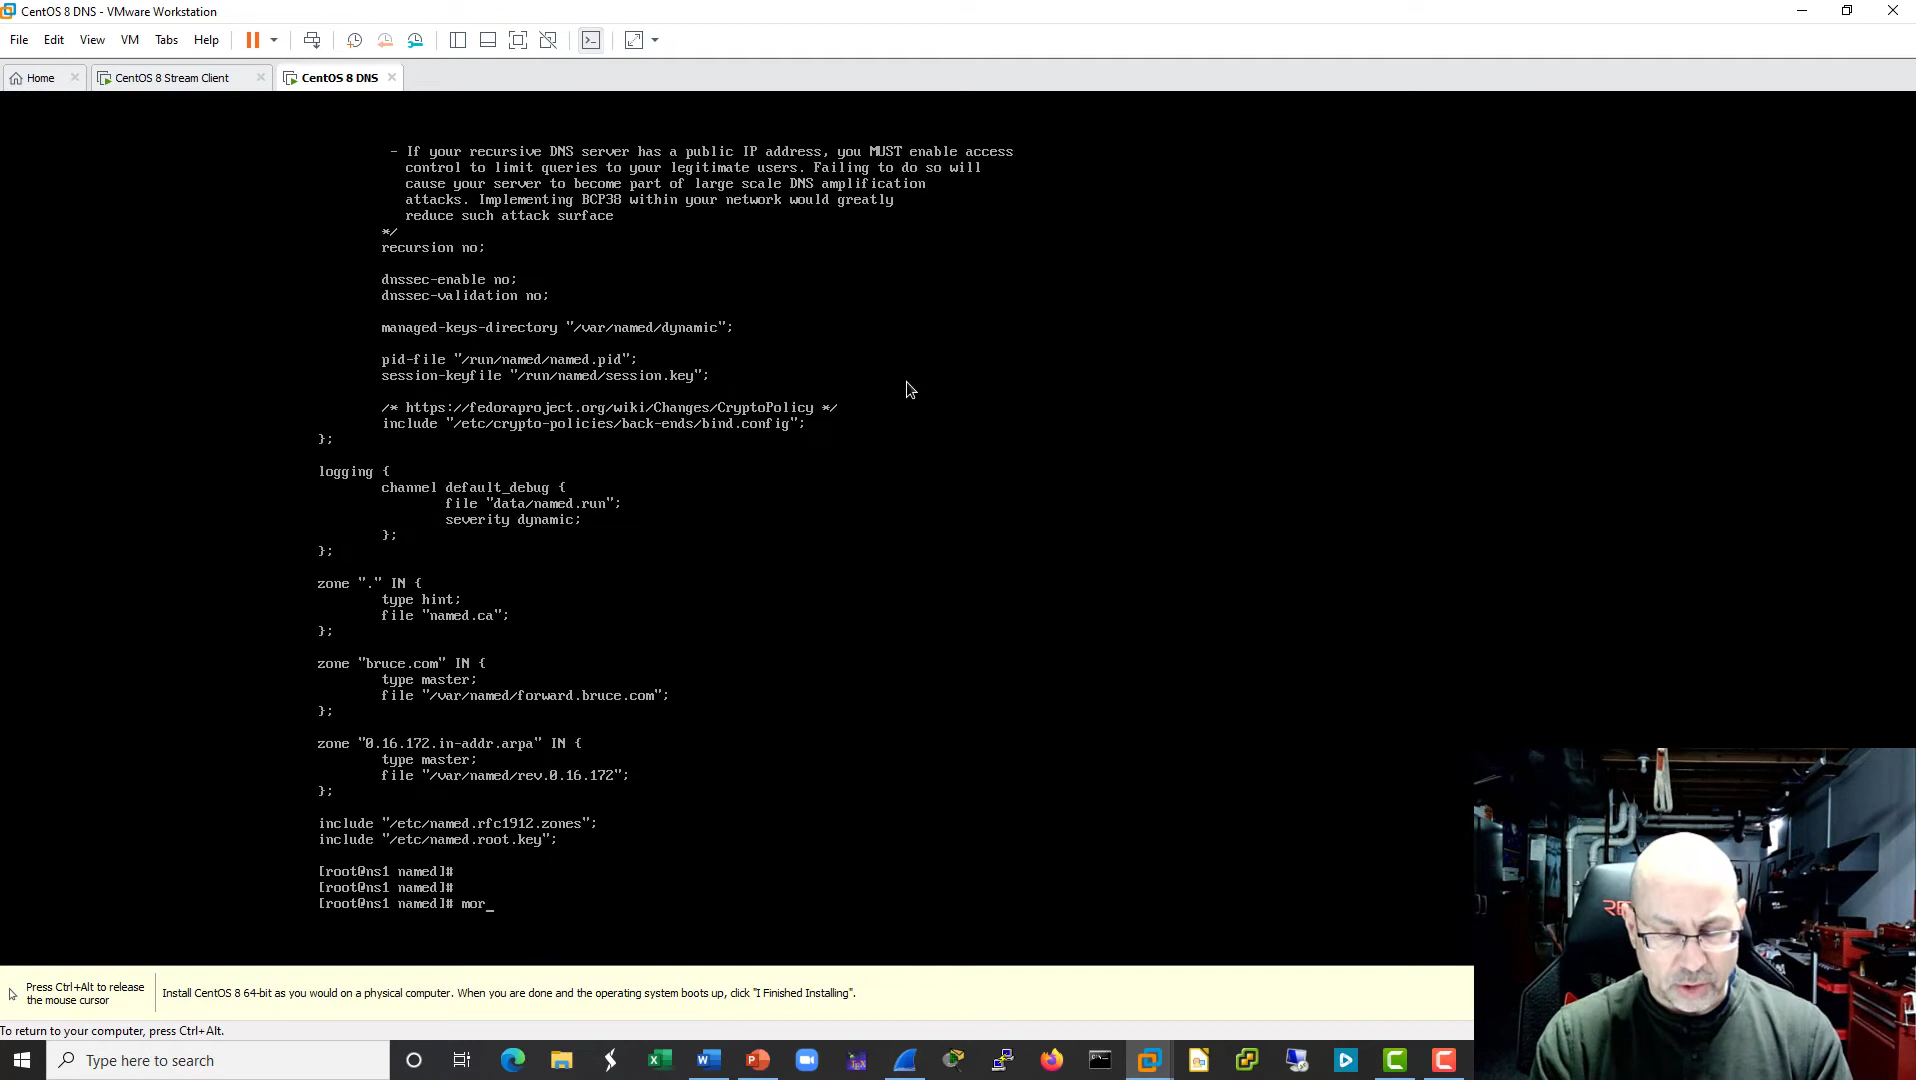 CentOS 8 DNS - VMware Workstation
File Edit View VM Tabs Help
Home CentOS 8 Stream Client CentOS 8 DNS
- If your recursive DNS server has a public IP address, you MUST enable access
control to limit queries to your legitimate users. Failing to do so will
cause your server to become part of large scale DNS amplification
attacks. Implementing BCP38 within your network would greatly
reduce such attack surface
*/
recursion no;
dnssec-enable no;
dnssec-validation no;
managed-keys-directory "/var/named/dynamic";
pid-file "/run/named/named.pid";
session-keyfile "/run/named/session.key";
/* https://fedoraproject.org/wiki/Changes/CryptoPolicy */
include "/etc/crypto-policies/back-ends/bind.config";
};
logging {
channel default_debug {
file "data/named.run";
severity dynamic;
};
};
zone "." IN {
type hint;
file "named.ca";
};
zone "bruce.com" IN {
type master;
file "/var/named/forward.bruce.com";
};
zone "0.16.172.in-addr.arpa" IN {
type master;
file "/var/named/rev.0.16.172";
};
include "/etc/named.rfc1912.zones";
include "/etc/named.root.key";
[root@ns1 named]#
[root@ns1 named]#
[root@ns1 named]# mor_
Press Ctrl+Alt to release
the mouse cursor
Install CentOS 8 64-bit as you would on a physical computer. When you are done and the operating system boots up, click "I Finished Installing".
To return to your computer, press Ctrl+Alt.
Type here to search